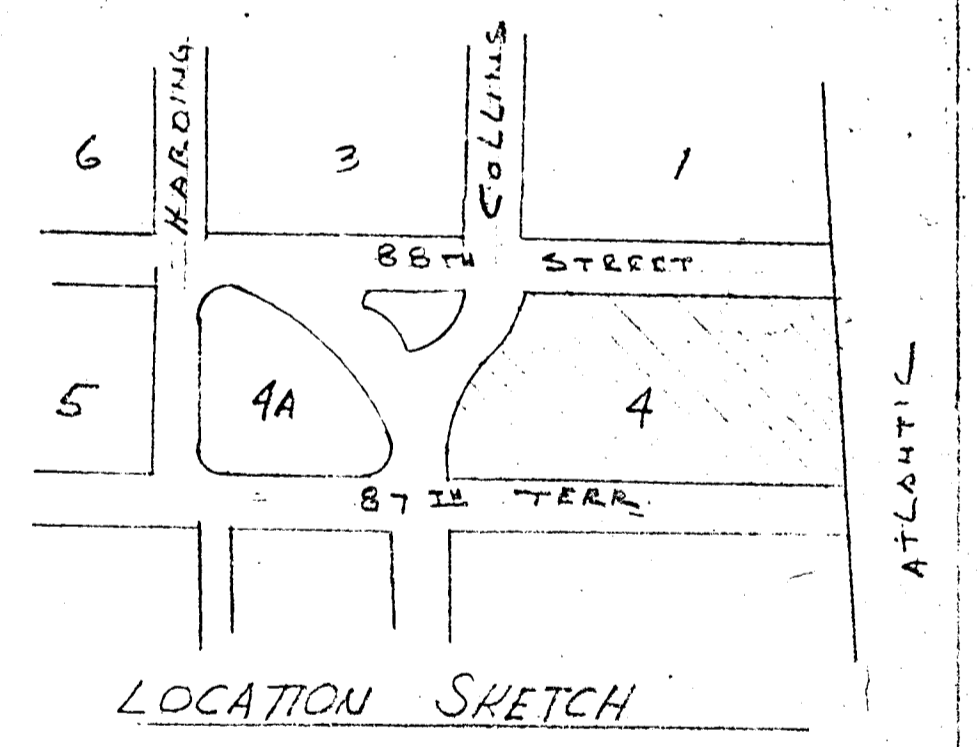 HARDING
COLLINS
6
3
1
88TH STREET
5
4A
4
ATLANTIC
87TH TERR.
LOCATION SKETCH